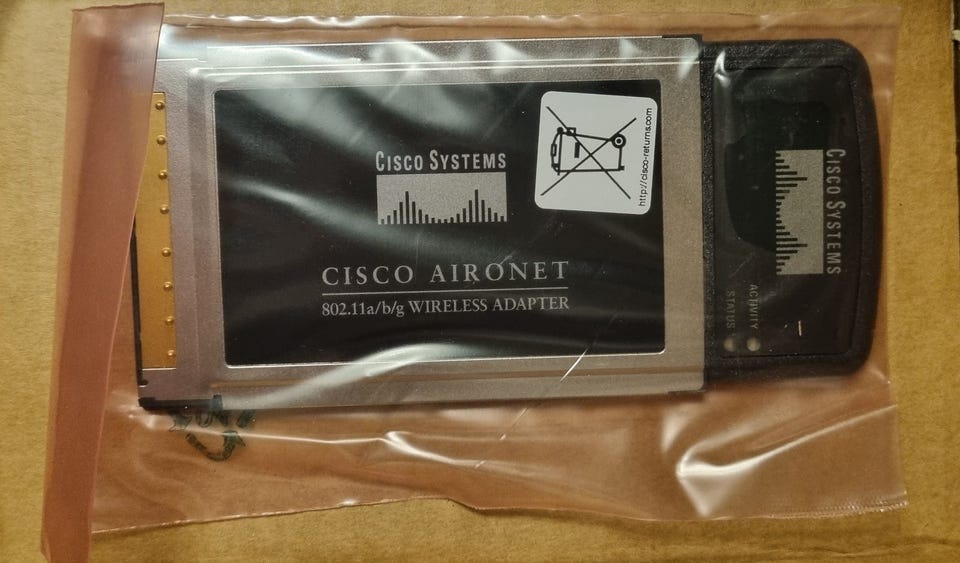 CISCO SYSTEMS
CISCO AIRONET
802.11a/b/g WIRELESS ADAPTER
http://cisco-returns.com
CISCO SYSTEMS
ACTIVITY
STATUS